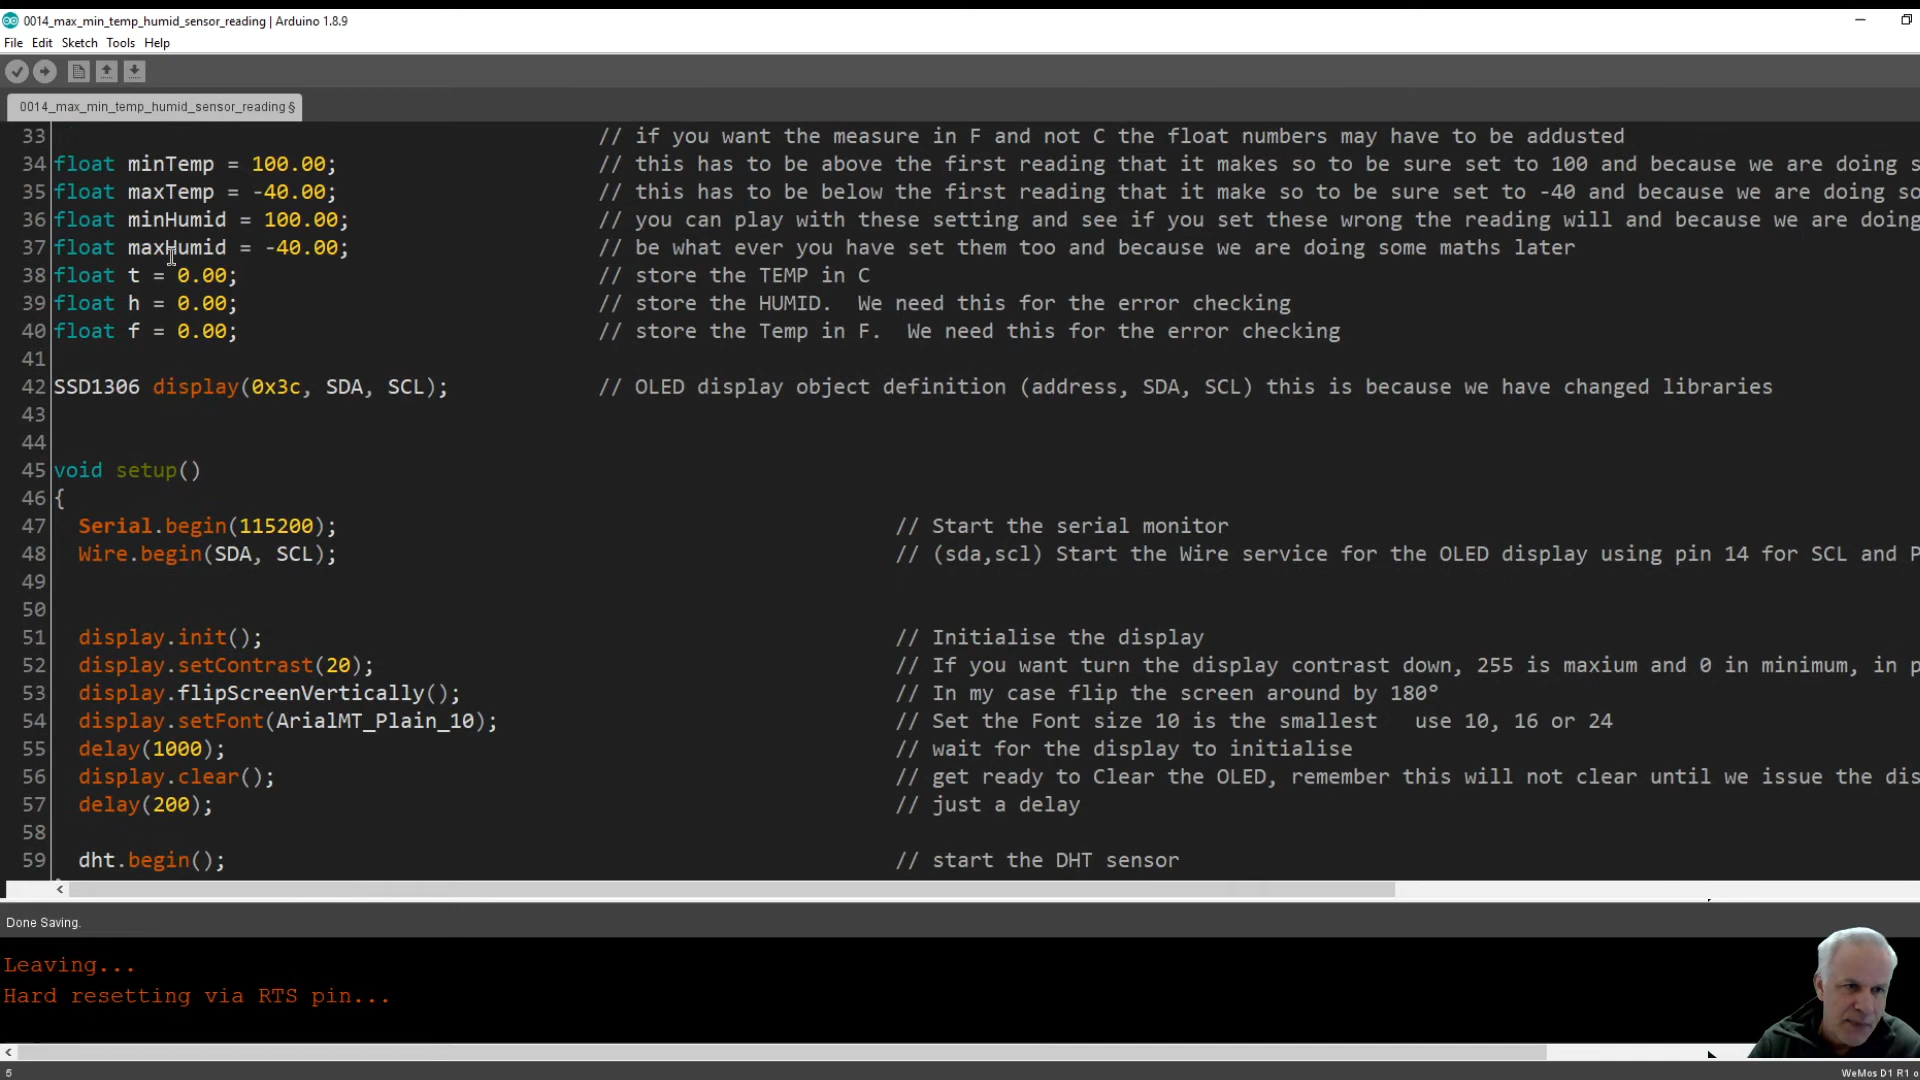 0014_max_min_temp_humid_sensor_reading | Arduino 1.8.9
File Edit Sketch Tools Help
0014_max_min_temp_humid_sensor_reading §
33 // if you want the measure in F and not C the float numbers may have to be addusted
34 float minTemp = 100.00; // this has to be above the first reading that it makes so to be sure set to 100 and because we are doing s
35 float maxTemp = -40.00; // this has to be below the first reading that it make so to be sure set to -40 and because we are doing so
36 float minHumid = 100.00; // you can play with these setting and see if you set these wrong the reading will and because we are doing
37 float maxHumid = -40.00; // be what ever you have set them too and because we are doing some maths later
38 float t = 0.00; // store the TEMP in C
39 float h = 0.00; // store the HUMID.  We need this for the error checking
40 float f = 0.00; // store the Temp in F.  We need this for the error checking
41
42 SSD1306 display(0x3c, SDA, SCL); // OLED display object definition (address, SDA, SCL) this is because we have changed libraries
43
44
45 void setup()
46 {
47 Serial.begin(115200); // Start the serial monitor
48 Wire.begin(SDA, SCL); // (sda,scl) Start the Wire service for the OLED display using pin 14 for SCL and P
49
50
51 display.init(); // Initialise the display
52 display.setContrast(20); // If you want turn the display contrast down, 255 is maxium and 0 in minimum, in p
53 display.flipScreenVertically(); // In my case flip the screen around by 180°
54 display.setFont(ArialMT_Plain_10); // Set the Font size 10 is the smallest   use 10, 16 or 24
55 delay(1000); // wait for the display to initialise
56 display.clear(); // get ready to Clear the OLED, remember this will not clear until we issue the dis
57 delay(200); // just a delay
58
59 dht.begin(); // start the DHT sensor
Done Saving.
Leaving...
Hard resetting via RTS pin...
5 WeMos D1 R1 o